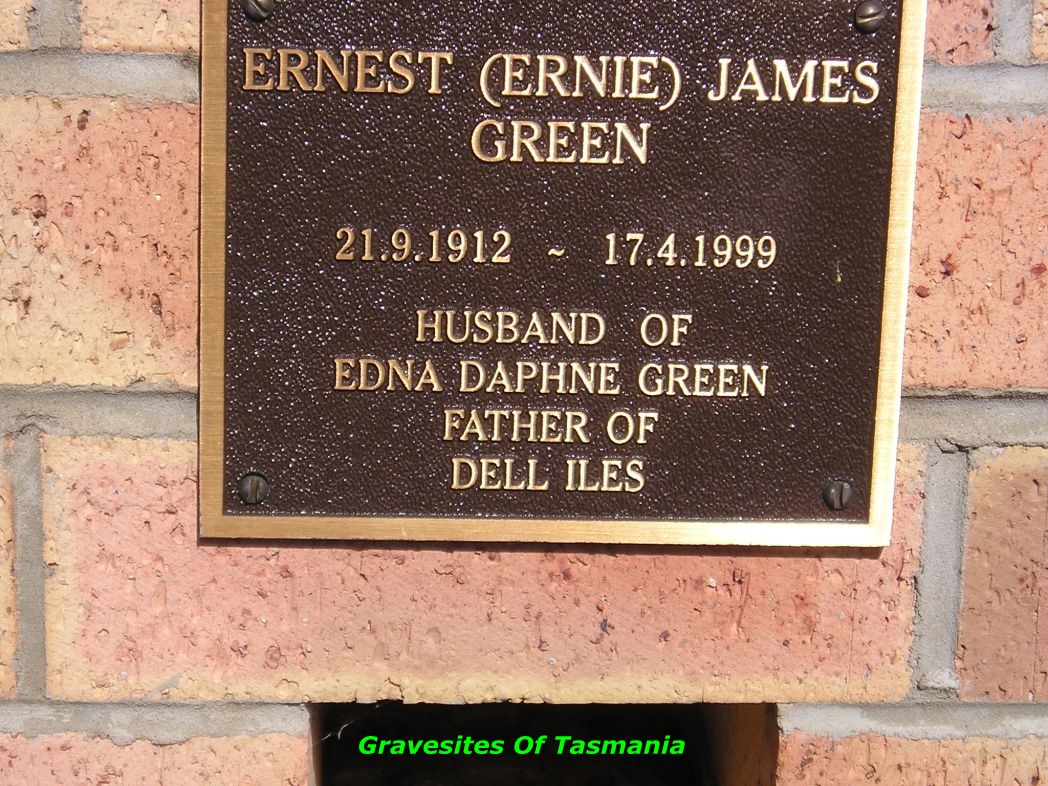 ERNEST (ERNIE) JAMES
GREEN
21.9.1912 ~ 17.4.1999
HUSBAND OF
EDNA DAPHNE GREEN
FATHER OF
DELL ILES
Gravesites Of Tasmania